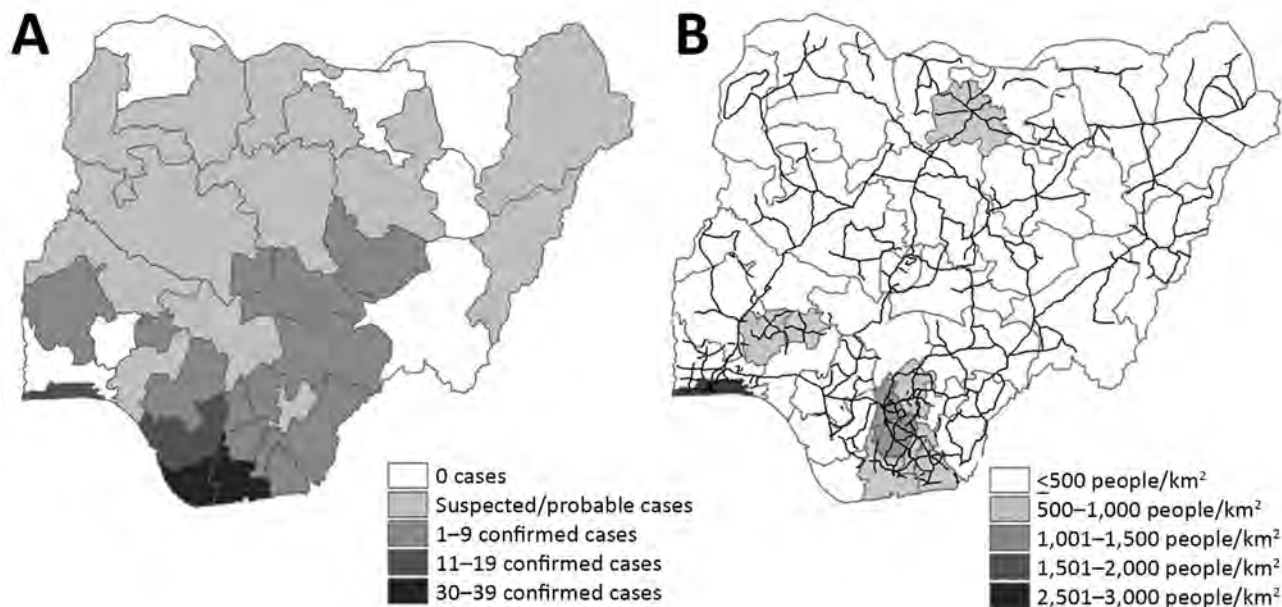 A
B
0 cases
Suspected/probable cases
1–9 confirmed cases
11–19 confirmed cases
30–39 confirmed cases
<500 people/km²
500–1,000 people/km²
1,001–1,500 people/km²
1,501–2,000 people/km²
2,501–3,000 people/km²